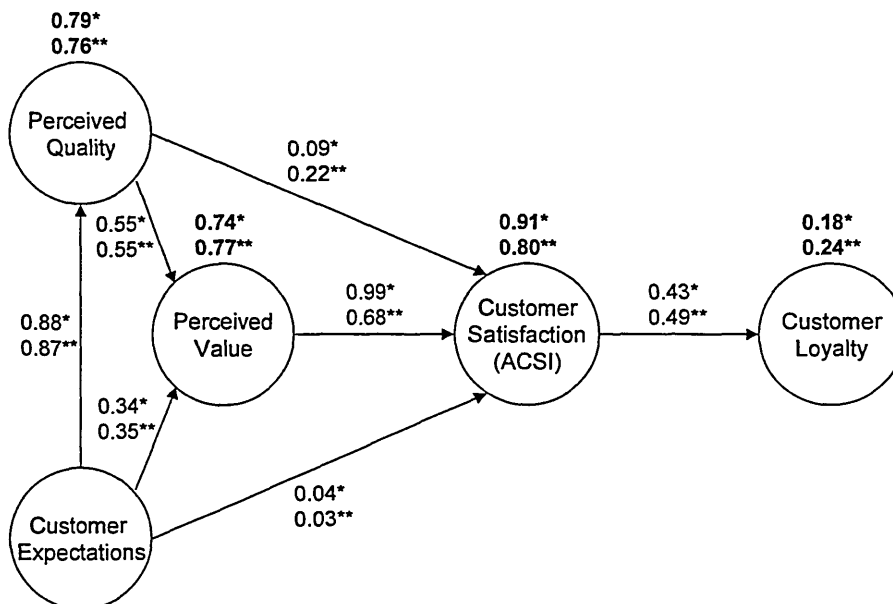 0.79*
0.76**
Perceived
Quality
0.09*
0.22**
0.55*
0.55**
0.74*
0.77**
0.91*
0.80**
0.18*
0.24**
0.88*
0.87**
Perceived
Value
0.99*
0.68**
Customer
Satisfaction
(ACSI)
0.43*
0.49**
Customer
Loyalty
0.34*
0.35**
0.04*
0.03**
Customer
Expectations